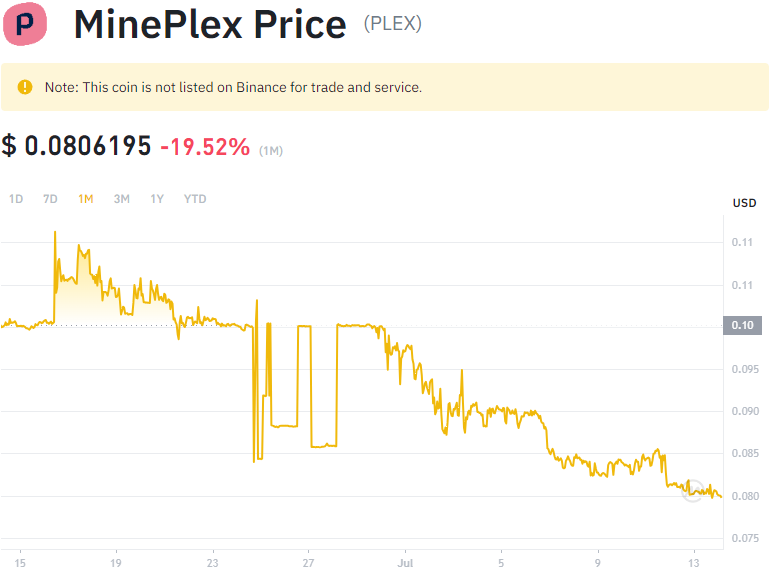 P
MinePlex Price (PLEX)
Note: This coin is not listed on Binance for trade and service.
$ 0.0806195 -19.52% (1M)
1D 7D 1M 3M 1Y YTD
USD
0.11
0.11
0.10
0.095
0.090
0.085
0.080
0.075
15 19 23 27 Jul 5 9 13